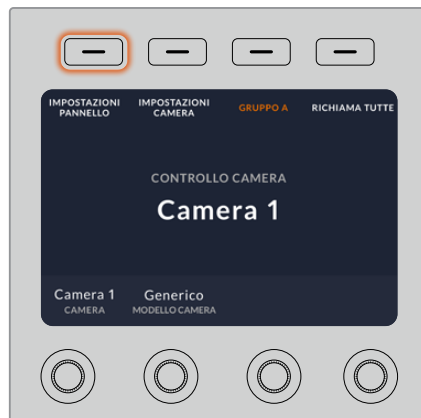 IMPOSTAZIONI PANNELLO
IMPOSTAZIONI CAMERA
GRUPPO A
RICHIAMA TUTTE
CONTROLLO CAMERA
Camera 1
Camera 1
CAMERA
Generico
MODELLO CAMERA